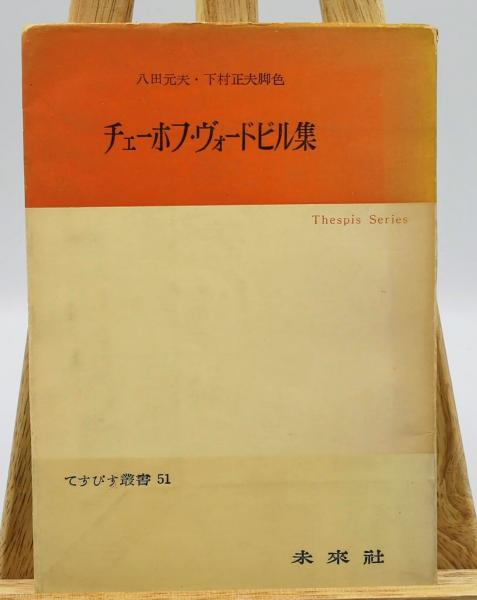 八田元夫・下村正夫脚色
チェーホフ・ヴォードビル集
Thespis Series
てすぴす叢書 51
未來社